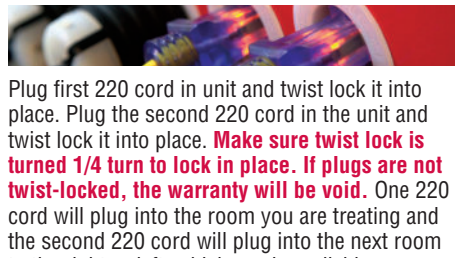 Plug first 220 cord in unit and twist lock it into
place. Plug the second 220 cord in the unit and
twist lock it into place. Make sure twist lock is
turned 1/4 turn to lock in place. If plugs are not
twist-locked, the warranty will be void. One 220
cord will plug into the room you are treating and
the second 220 cord will plug into the next room